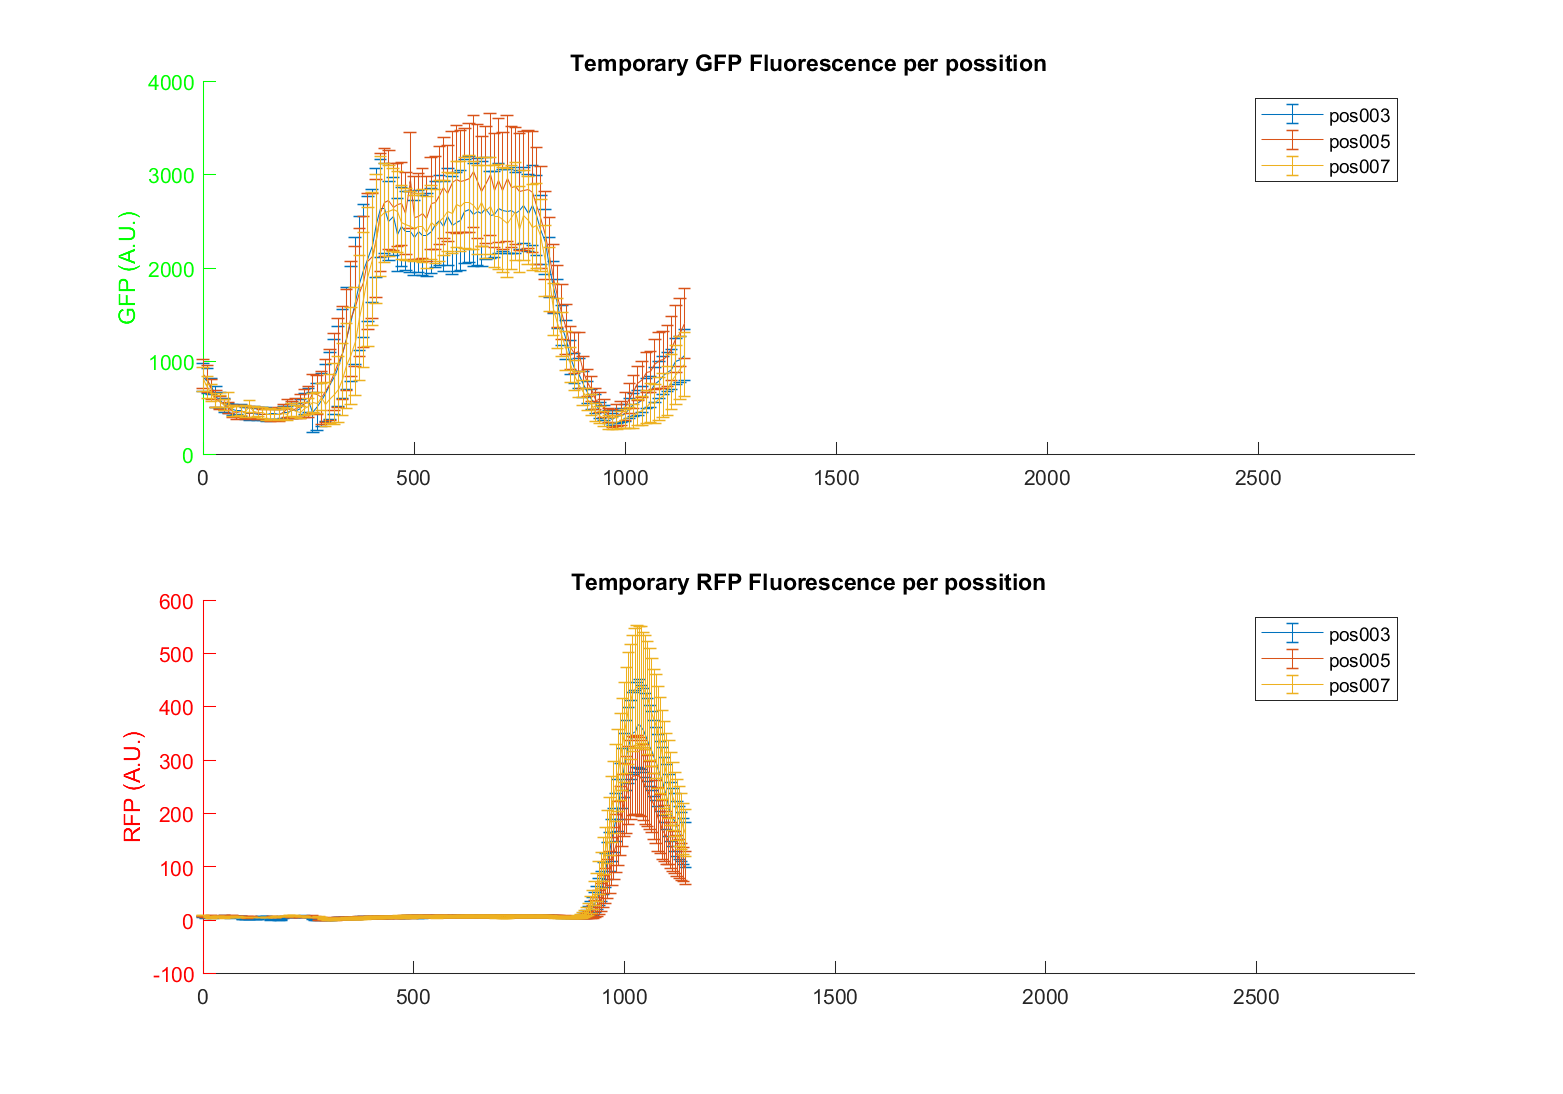 Temporary GFP Fluorescence per possition
4000
3000
2000
1000
0
GFP (A.U.)
0 500 1000 1500 2000 2500
pos003
pos005
pos007
Temporary RFP Fluorescence per possition
600
500
400
300
200
100
0
-100
RFP (A.U.)
0 500 1000 1500 2000 2500
pos003
pos005
pos007